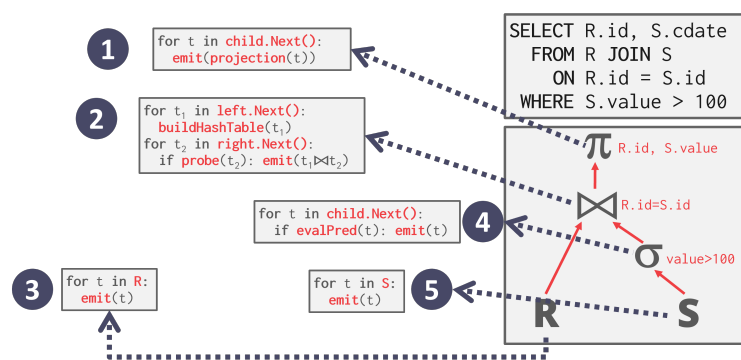 1
for t in child.Next():
emit(projection(t))
SELECT R.id, S.cdate
FROM R JOIN S
ON R.id = S.id
WHERE S.value > 100
2
for t₁ in left.Next():
buildHashTable(t₁)
for t₂ in right.Next():
if probe(t₂): emit(t₁⨝t₂)
π R.id, S.value
⨝ R.id=S.id
for t in child.Next():
if evalPred(t): emit(t)
4
σ value>100
3
for t in R:
emit(t)
for t in S:
emit(t)
5
R
S